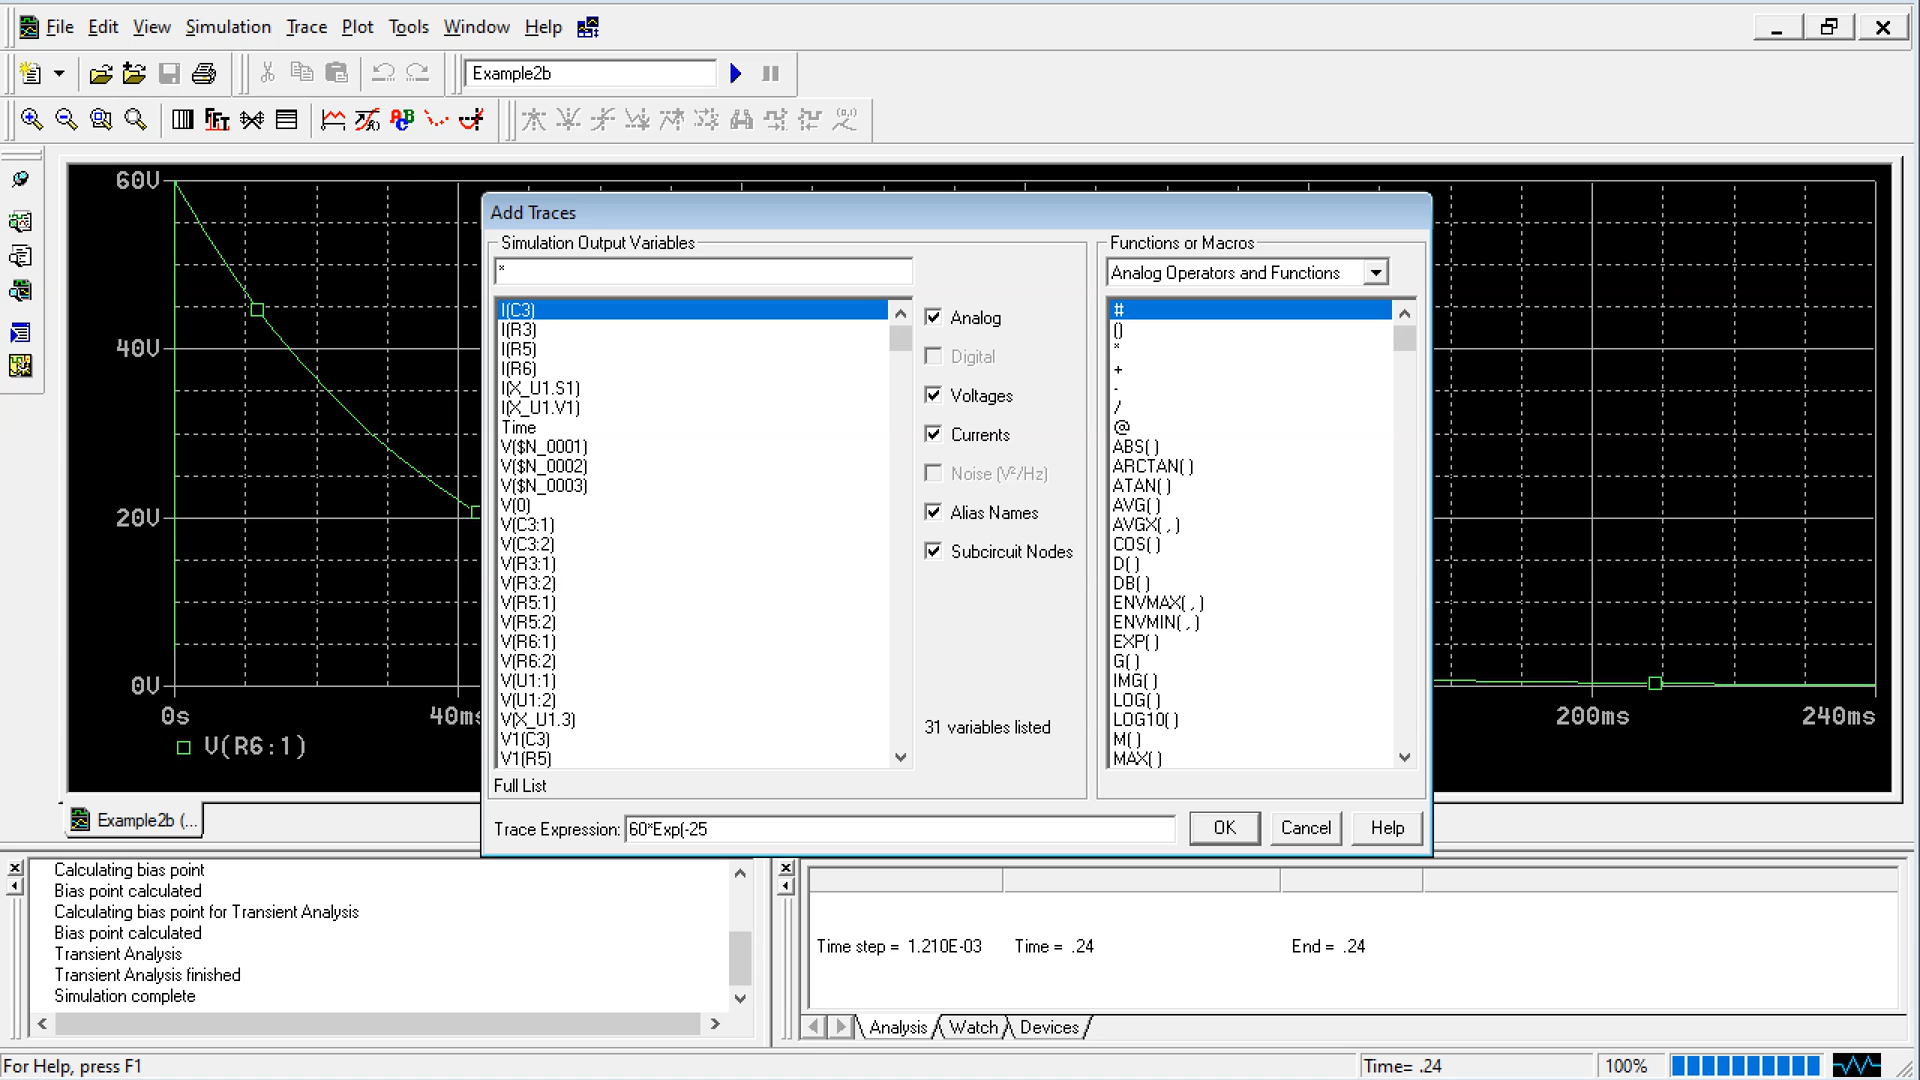 File Edit View Simulation Trace Plot Tools Window Help
Example2b
60V
40V
20V
0V
0s
40ms
200ms
240ms
V(R6:1)
Add Traces
Simulation Output Variables
*
I(C3)
I(R3)
I(R5)
I(R6)
I(X_U1.S1)
I(X_U1.V1)
Time
V($N_0001)
V($N_0002)
V($N_0003)
V(0)
V(C3:1)
V(C3:2)
V(R3:1)
V(R3:2)
V(R5:1)
V(R5:2)
V(R6:1)
V(R6:2)
V(U1:1)
V(U1:2)
V(X_U1.3)
V1(C3)
V1(R5)
Full List
Analog
Digital
Voltages
Currents
Noise (V²/Hz)
Alias Names
Subcircuit Nodes
31 variables listed
Functions or Macros
Analog Operators and Functions
#
()
*
+
-
/
@
ABS( )
ARCTAN( )
ATAN( )
AVG( )
AVGX( , )
COS( )
D( )
DB( )
ENVMAX( , )
ENVMIN( , )
EXP( )
G( )
IMG( )
LOG( )
LOG10( )
M( )
MAX( )
Trace Expression: 60*Exp(-25
OK Cancel Help
Example2b (...
Calculating bias point
Bias point calculated
Calculating bias point for Transient Analysis
Bias point calculated
Transient Analysis
Transient Analysis finished
Simulation complete
Time step = 1.210E-03 Time = .24 End = .24
Analysis Watch Devices
For Help, press F1
Time= .24 100%